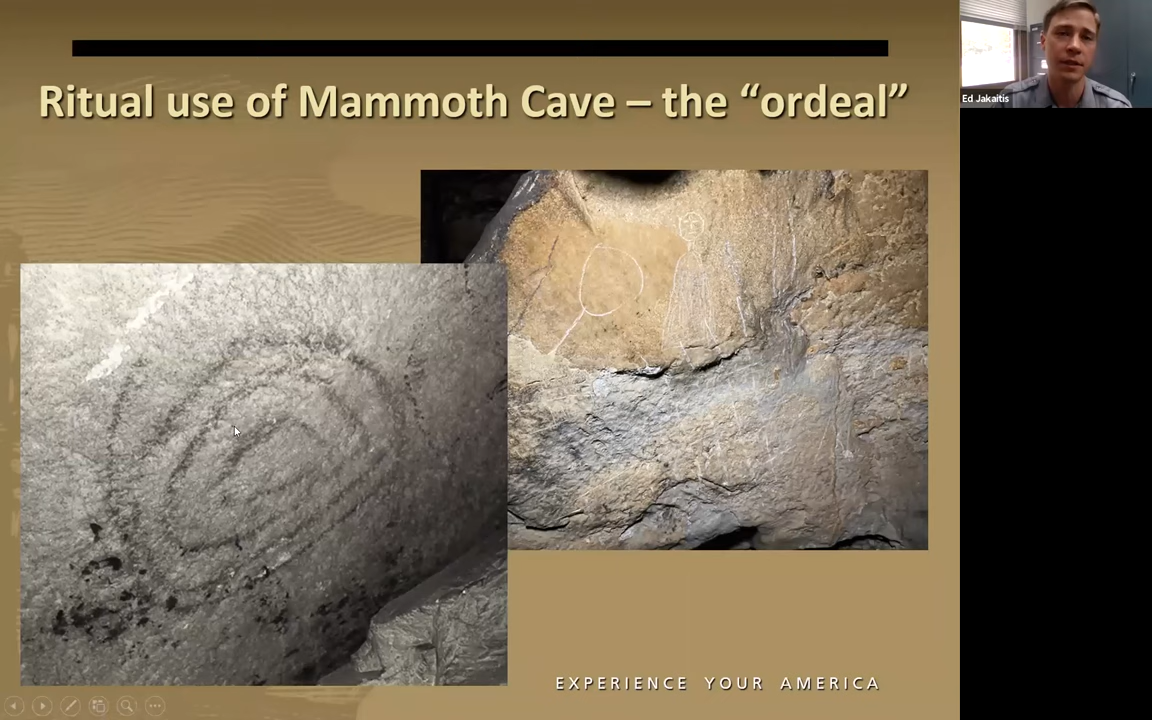 Ritual use of Mammoth Cave – the “ordeal”
Ed Jakaitis
EXPERIENCE YOUR AMERICA